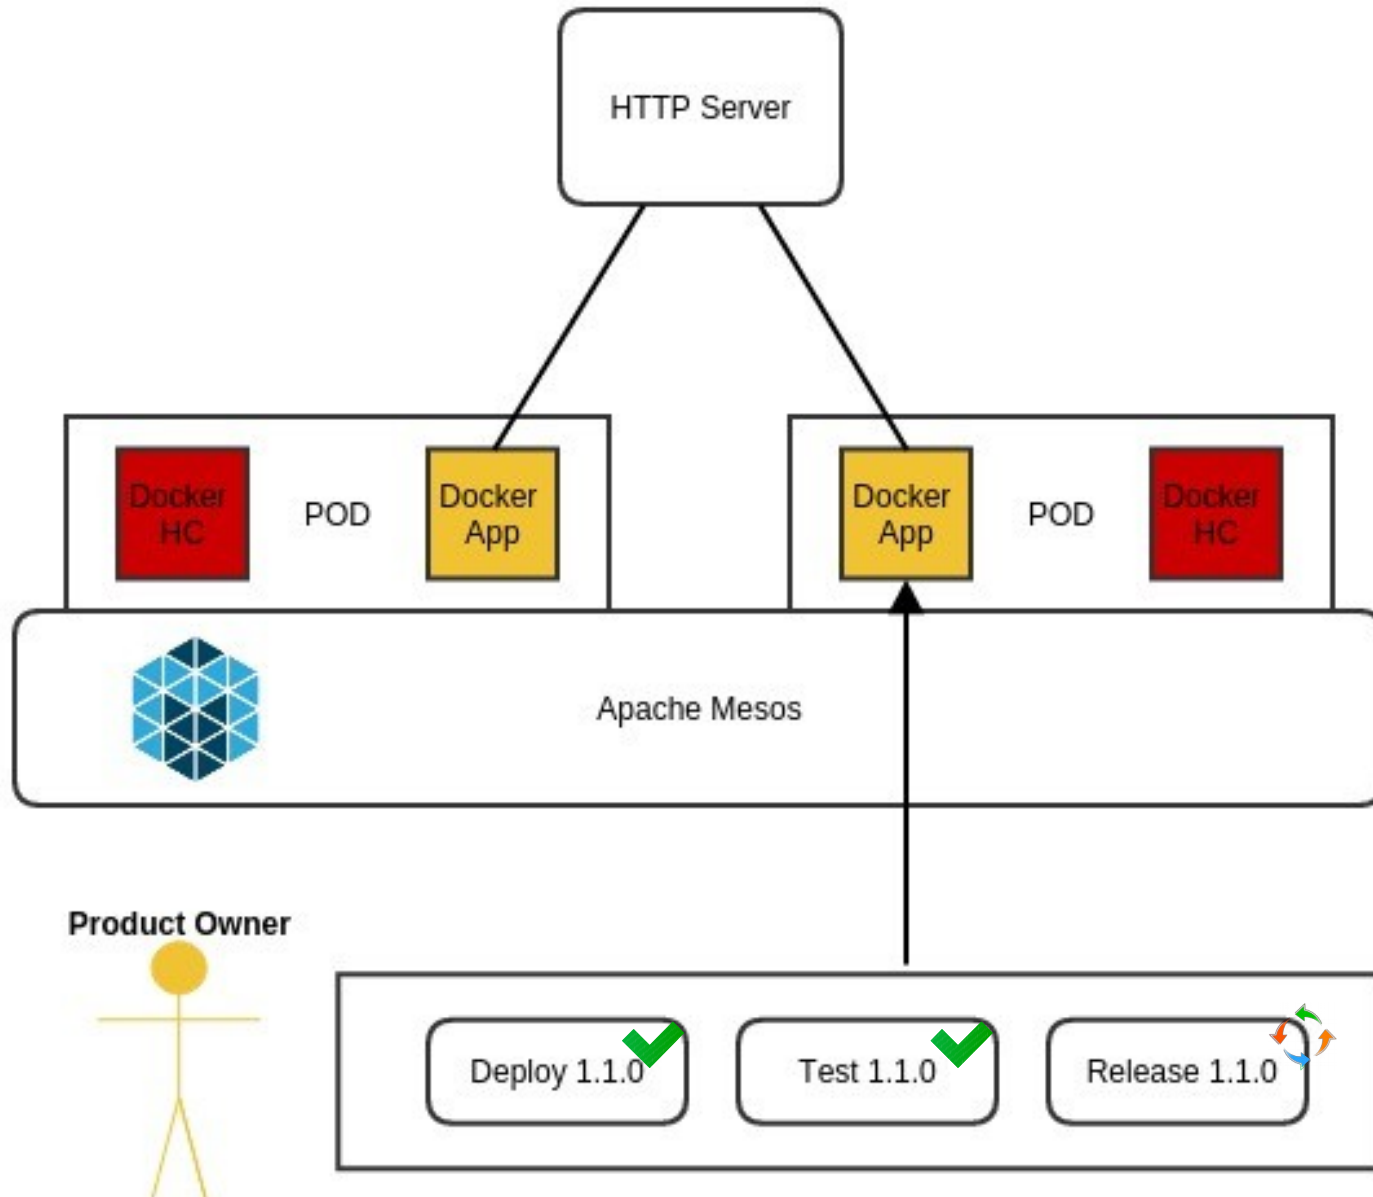 HTTP Server
Docker
HC
POD
Docker
App
Docker
App
POD
Docker
HC
Apache Mesos
Product Owner
Deploy 1.1.0
Test 1.1.0
Release 1.1.0